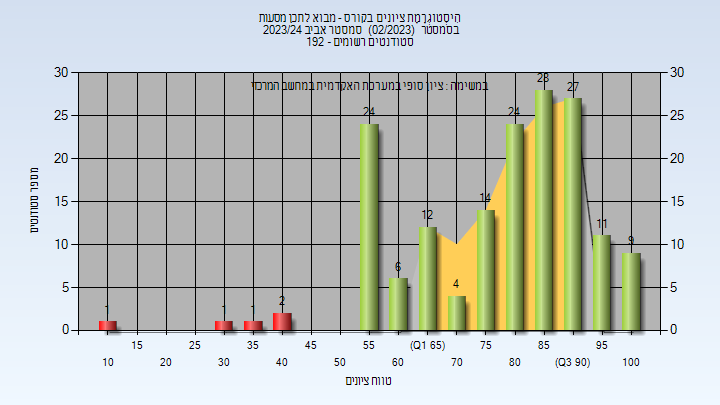 היסטוגרמת ציונים בקורס - מבוא לתכן מסעות
בסמסטר (02/2023) סמסטר אביב 2023/24
סטודנטים רשומים - 192
במשימה : ציון סופי במערכת האקדמית במחשב המרכזי
30 30
25 25
20 20
15 15
10 10
5 5
0 0
מספר סטודנטים
1 1 1 2 24 6 12 4 14 24 28 27 11 9
15 25 35 45 55 (Q1 65) 75 85 95
10 20 30 40 50 60 70 80 (Q3 90) 100
טווח ציונים